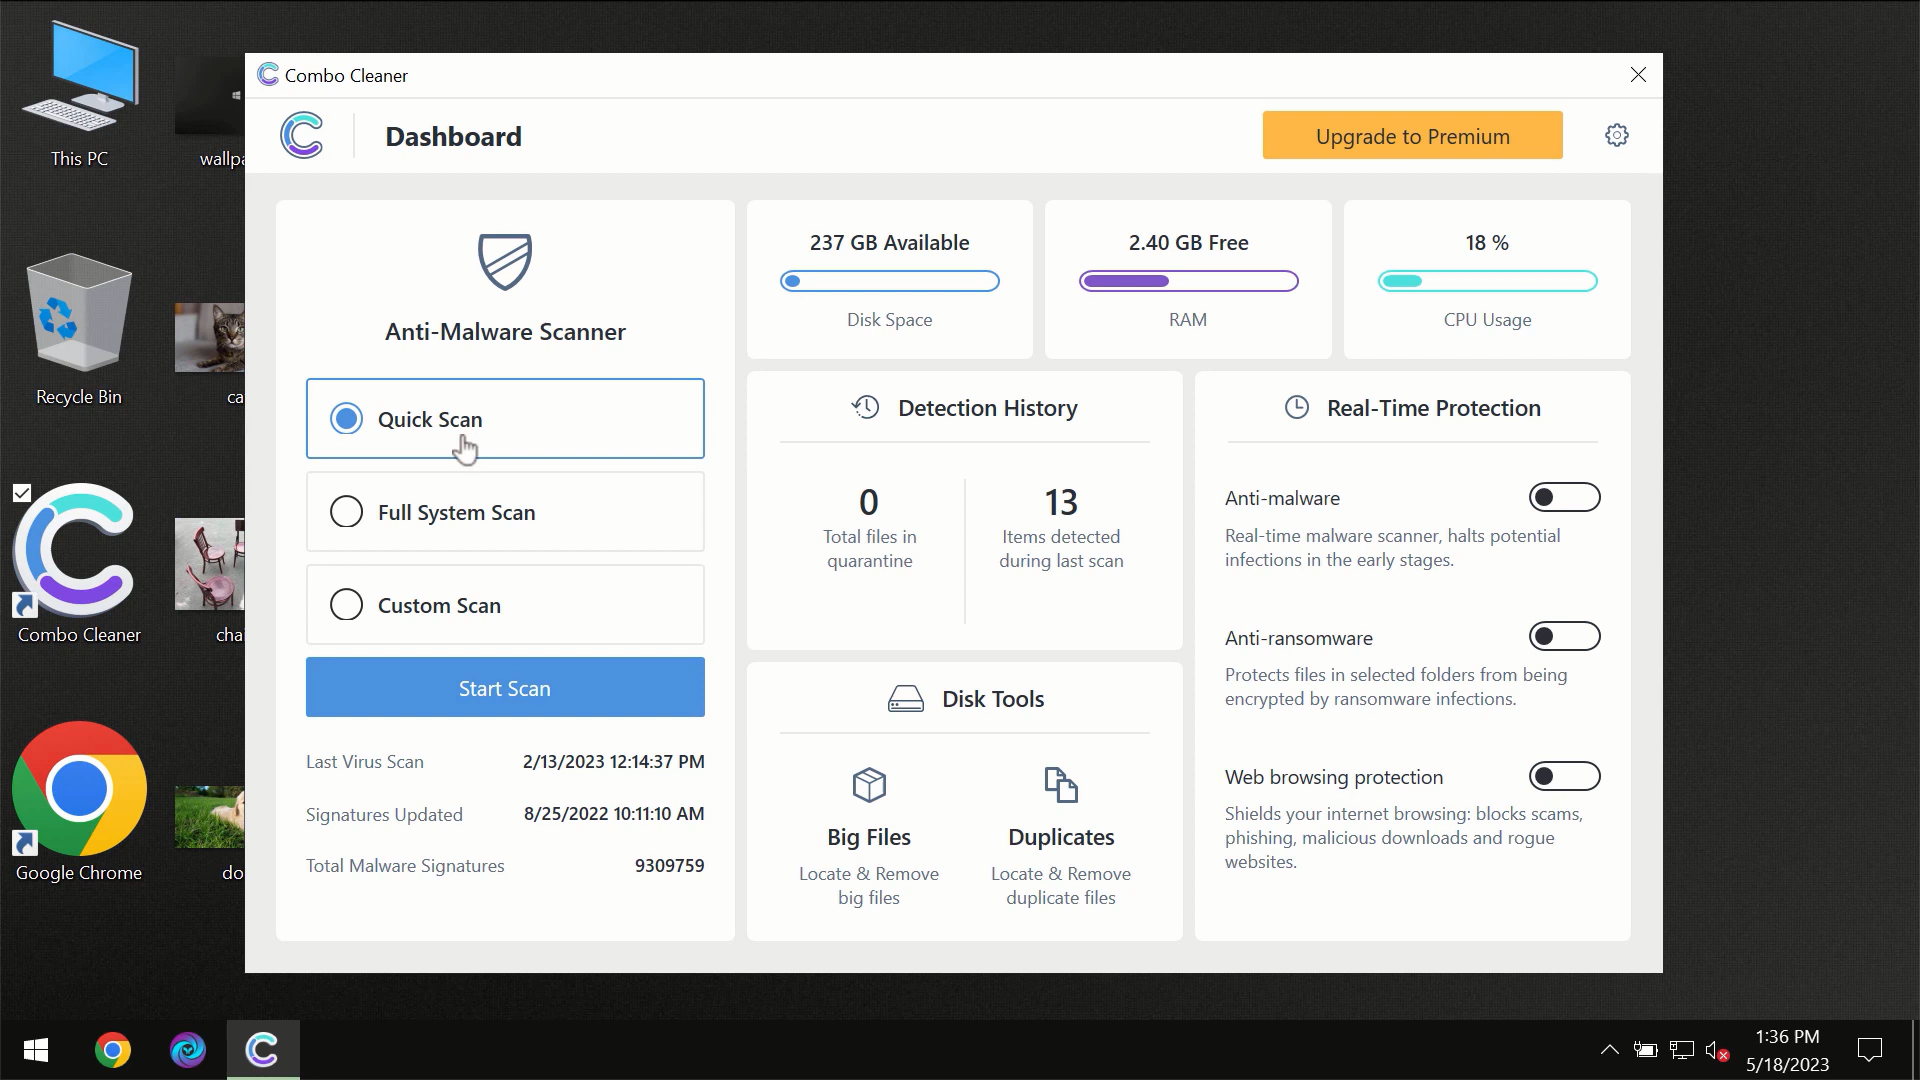 Combo Cleaner
Dashboard
Upgrade to Premium
This PC
wallpa
Recycle Bin
ca
Combo Cleaner
chai
Google Chrome
do
Anti-Malware Scanner
Quick Scan
Full System Scan
Custom Scan
Start Scan
Last Virus Scan 2/13/2023 12:14:37 PM
Signatures Updated 8/25/2022 10:11:10 AM
Total Malware Signatures 9309759
237 GB Available
Disk Space
2.40 GB Free
RAM
18 %
CPU Usage
Detection History
0
Total files in
quarantine
13
Items detected
during last scan
Disk Tools
Big Files
Locate & Remove
big files
Duplicates
Locate & Remove
duplicate files
Real-Time Protection
Anti-malware
Real-time malware scanner, halts potential
infections in the early stages.
Anti-ransomware
Protects files in selected folders from being
encrypted by ransomware infections.
Web browsing protection
Shields your internet browsing: blocks scams,
phishing, malicious downloads and rogue
websites.
1:36 PM
5/18/2023